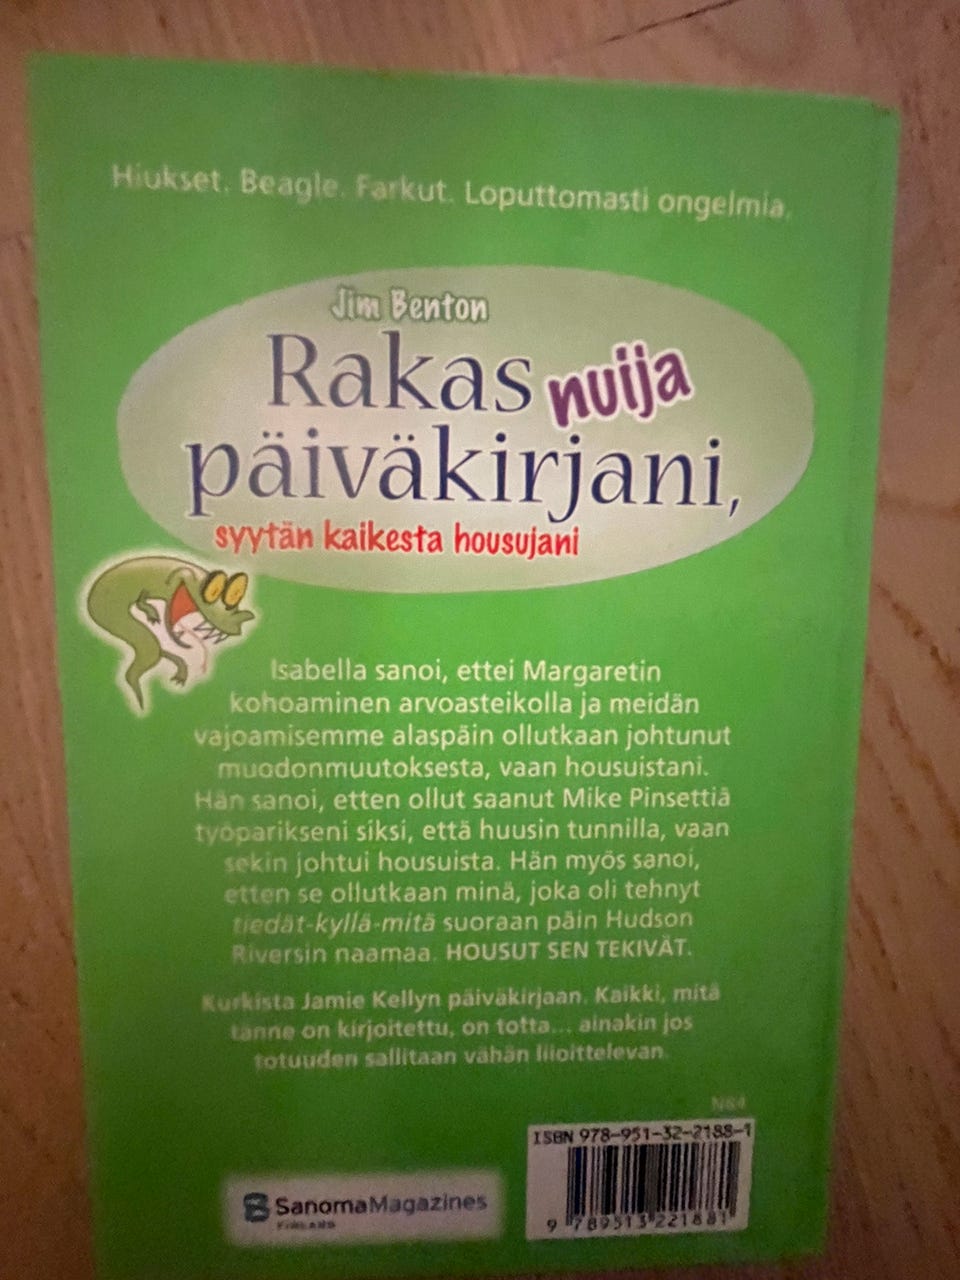 Hiukset. Beagle. Farkut. Loputtomasti ongelmia.
Jim Benton
Rakas nuija
päiväkirjani,
syytän kaikesta housujani
Isabella sanoi, ettei Margaretin
kohoaminen arvoasteikolla ja meidän
vajoamisemme alaspäin ollutkaan johtunut
muodonmuutoksesta, vaan housuistani.
Hän sanoi, etten ollut saanut Mike Pinsettiä
työparikseni siksi, että huusin tunnilla, vaan
sekin johtui housuista. Hän myös sanoi,
etten se ollutkaan minä, joka oli tehnyt
tiedät-kyllä-mitä suoraan päin Hudson
Riversin naamaa. HOUSUT SEN TEKIVÄT.
Kurkista Jamie Kellyn päiväkirjaan. Kaikki, mitä
tänne on kirjoitettu, on totta... ainakin jos
totuuden sallitaan vähän liioittelevan.
N84
ISBN 978-951-32-2188-1
9 789513 221881
SanomaMagazines
FINLAND